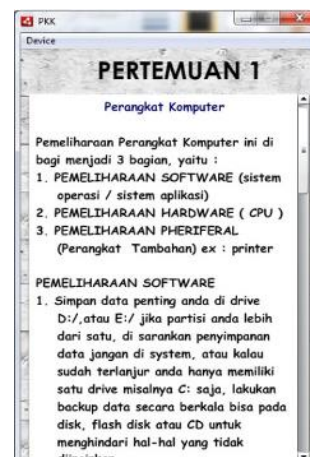 PKK
Device
PERTEMUAN 1
Perangkat Komputer
Pemeliharaan Perangkat Komputer ini di
bagi menjadi 3 bagian, yaitu :
1. PEMELIHARAAN SOFTWARE (sistem
operasi / sistem aplikasi)
2. PEMELIHARAAN HARDWARE ( CPU )
3. PEMELIHARAAN PHERIFERAL
(Perangkat Tambahan) ex : printer
PEMELIHARAAN SOFTWARE
1. Simpan data penting anda di drive
D:/,atau E:/ jika partisi anda lebih
dari satu, di sarankan penyimpanan
data jangan di system, atau kalau
sudah terlanjur anda hanya memiliki
satu drive misalnya C: saja, lakukan
backup data secara berkala bisa pada
disk, flash disk atau CD untuk
menghindari hal-hal yang tidak